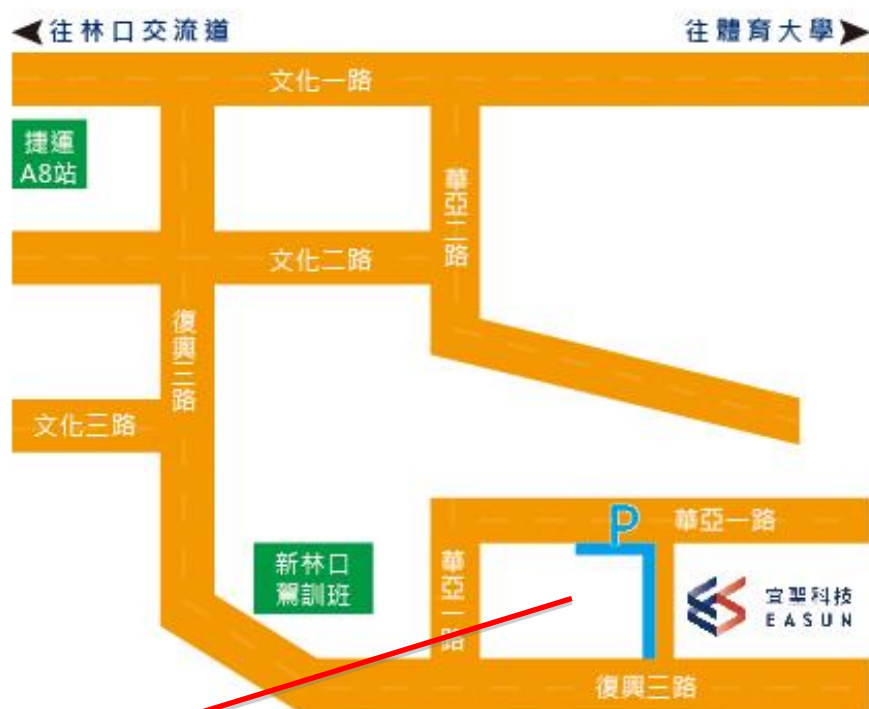 往林口交流道
往體育大學
文化一路
捷運
A8站
華亞二路
文化二路
復興三路
文化三路
P
華亞一路
新林口
駕訓班
華亞一路
宜聖科技
EASUN
復興三路